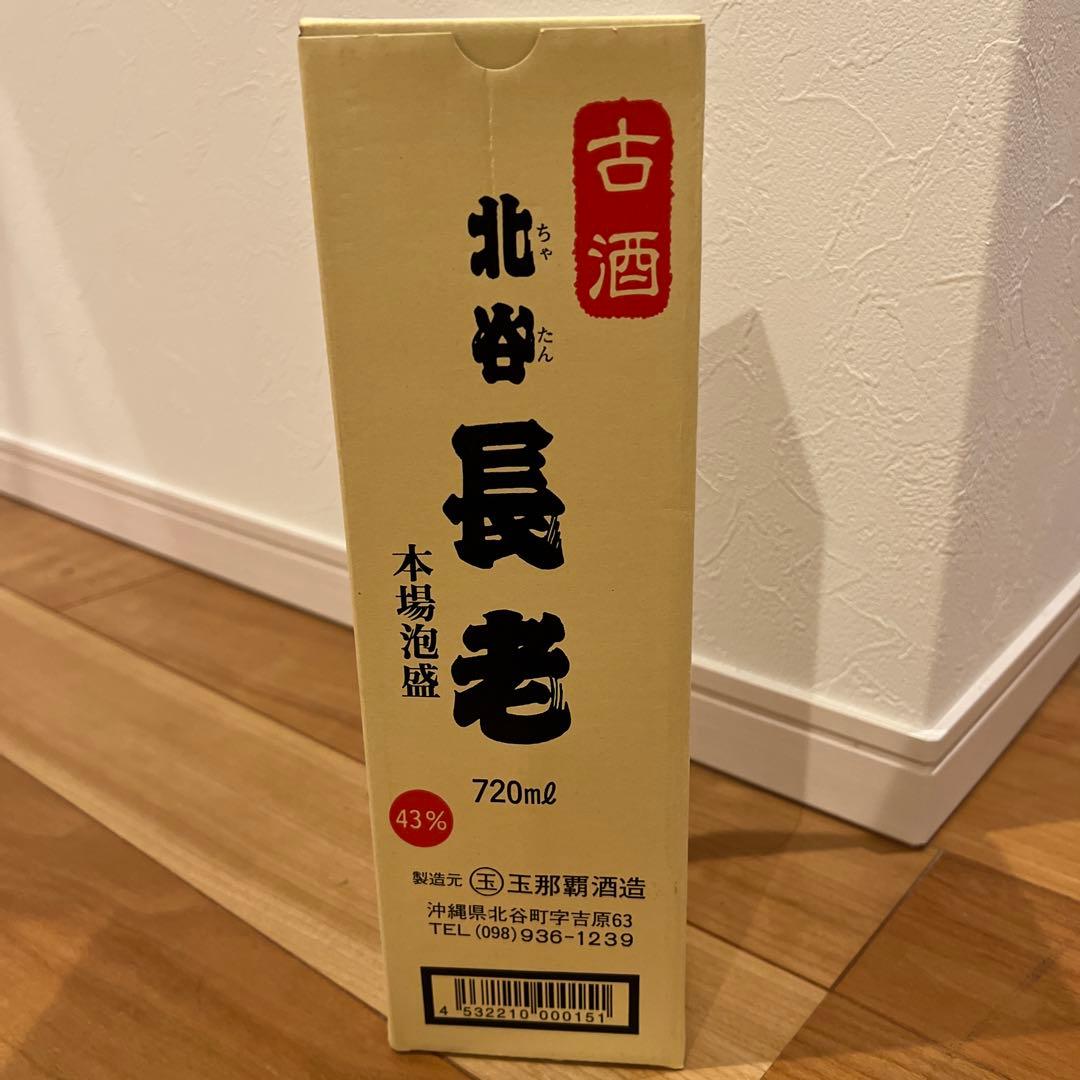 古酒
北谷長老
ちゃたん
本場泡盛
720mℓ
43%
製造元 玉 玉那覇酒造
沖縄県北谷町字吉原63
TEL(098)936-1239
4 532210 000151